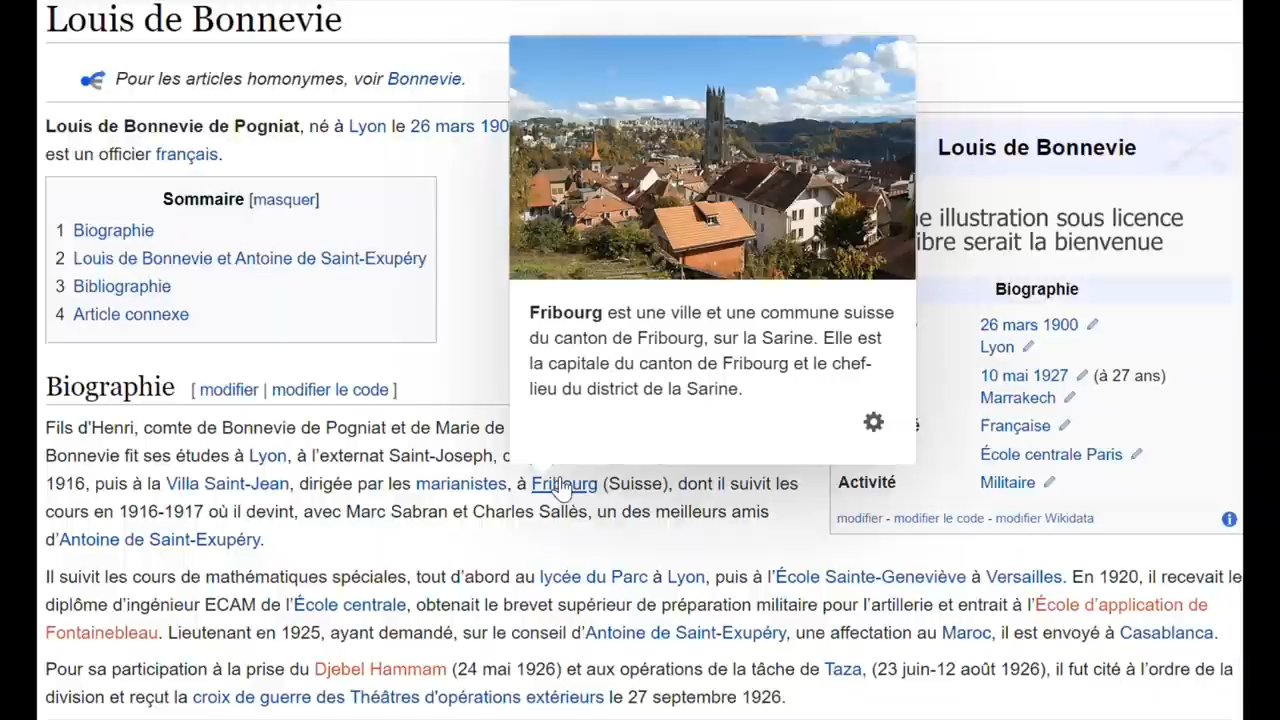 Louis de Bonnevie
Pour les articles homonymes, voir Bonnevie.
Louis de Bonnevie de Pogniat, né à Lyon le 26 mars 190
est un officier français.
Sommaire [masquer]
1 Biographie
2 Louis de Bonnevie et Antoine de Saint-Exupéry
3 Bibliographie
4 Article connexe
Biographie [ modifier | modifier le code ]
Fils d'Henri, comte de Bonnevie de Pogniat et de Marie de
Bonnevie fit ses études à Lyon, à l’externat Saint-Joseph,
1916, puis à la Villa Saint-Jean, dirigée par les marianistes, à Fribourg (Suisse), dont il suivit les
cours en 1916-1917 où il devint, avec Marc Sabran et Charles Sallès, un des meilleurs amis
d’Antoine de Saint-Exupéry.
Il suivit les cours de mathématiques spéciales, tout d’abord au lycée du Parc à Lyon, puis à l’École Sainte-Geneviève à Versailles. En 1920, il recevait le
diplôme d’ingénieur ECAM de l’École centrale, obtenait le brevet supérieur de préparation militaire pour l’artillerie et entrait à l’École d’application de
Fontainebleau. Lieutenant en 1925, ayant demandé, sur le conseil d’Antoine de Saint-Exupéry, une affectation au Maroc, il est envoyé à Casablanca.
Pour sa participation à la prise du Djebel Hammam (24 mai 1926) et aux opérations de la tâche de Taza, (23 juin-12 août 1926), il fut cité à l’ordre de la
division et reçut la croix de guerre des Théâtres d’opérations extérieurs le 27 septembre 1926.
Fribourg est une ville et une commune suisse
du canton de Fribourg, sur la Sarine. Elle est
la capitale du canton de Fribourg et le chef-
lieu du district de la Sarine.
Louis de Bonnevie
e illustration sous licence
ibre serait la bienvenue
Biographie
26 mars 1900
Lyon
10 mai 1927 (à 27 ans)
Marrakech
Française
École centrale Paris
Activité Militaire
modifier - modifier le code - modifier Wikidata